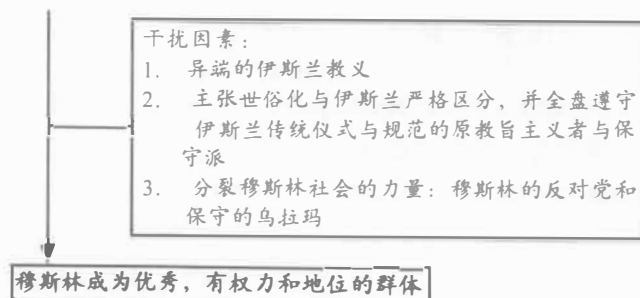 干扰因素：
1. 异端的伊斯兰教义
2. 主张世俗化与伊斯兰严格区分，并全盘遵守
伊斯兰传统仪式与规范的原教旨主义者与保
守派
3. 分裂穆斯林社会的力量：穆斯林的反对党和
保守的乌拉玛
穆斯林成为优秀，有权力和地位的群体